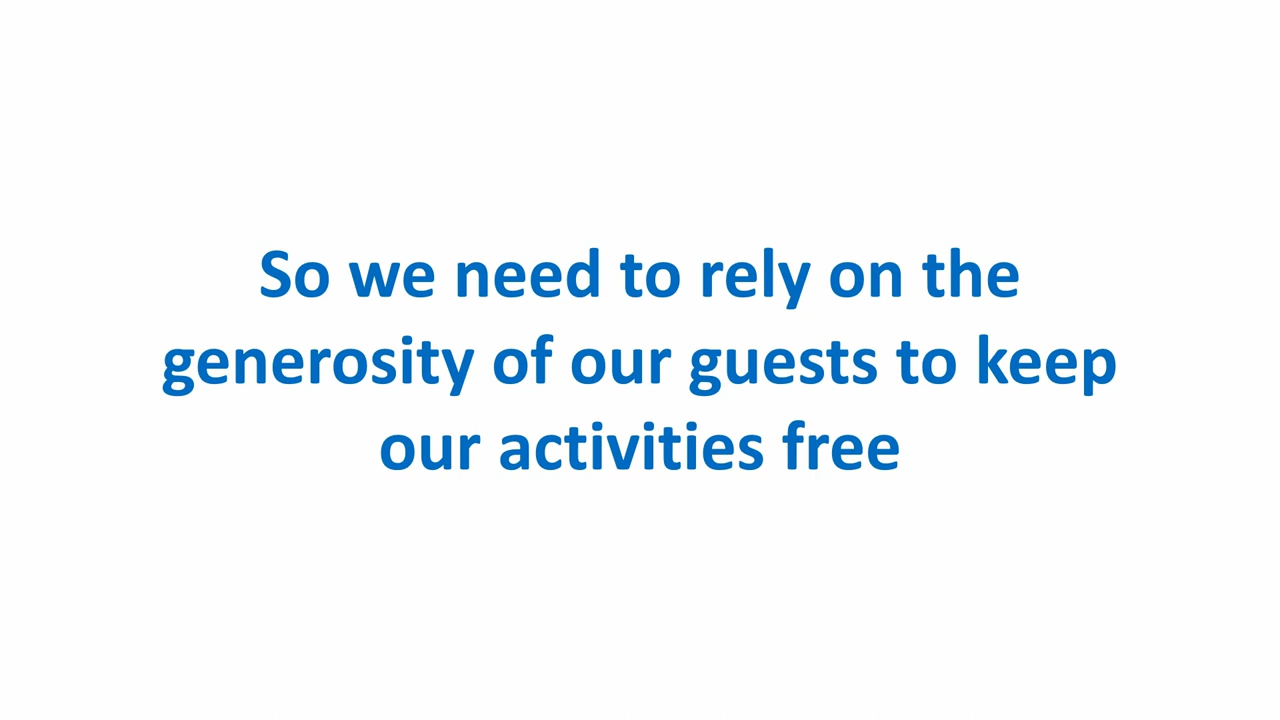 So we need to rely on the
generosity of our guests to keep
our activities free